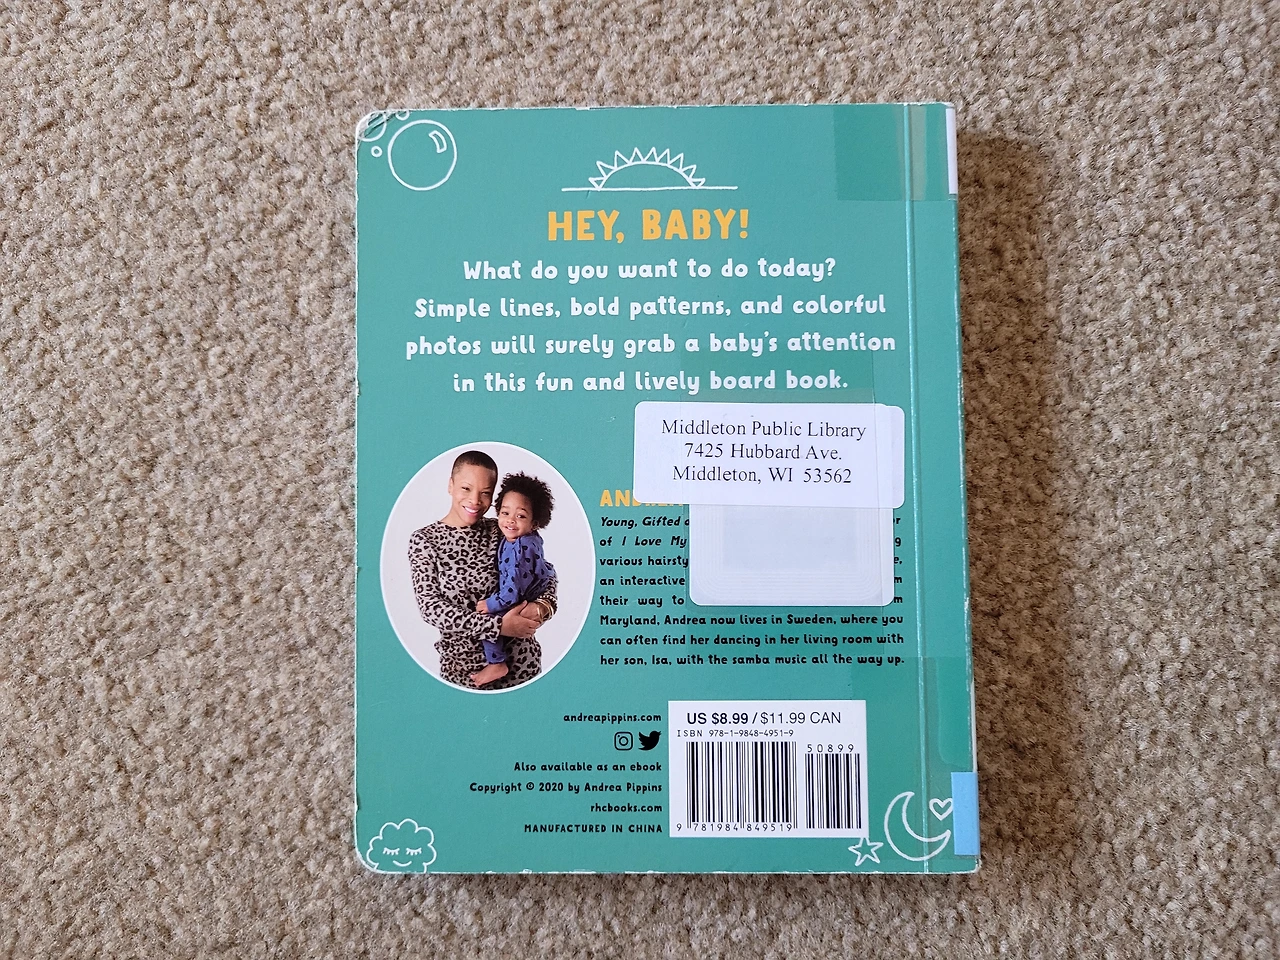 HEY, BABY!
What do you want to do today?
Simple lines, bold patterns, and colorful
photos will surely grab a baby's attention
in this fun and lively board book.
Middleton Public Library
7425 Hubbard Ave.
Middleton, WI 53562
Young, Gifted
of I Love My
various
an interactive
their way to
Maryland, Andrea now lives in Sweden, where you
can often find her dancing in her living room with
her son, Isa, with the samba music all the way up.
andreapippins.com
Also available as an ebook
Copyright © 2020 by Andrea Pippins
rhcbooks.com
MANUFACTURED IN CHINA
US $8.99 / $11.99 CAN
ISBN 978-1-9848-4951-9
50899
9 781984 849519